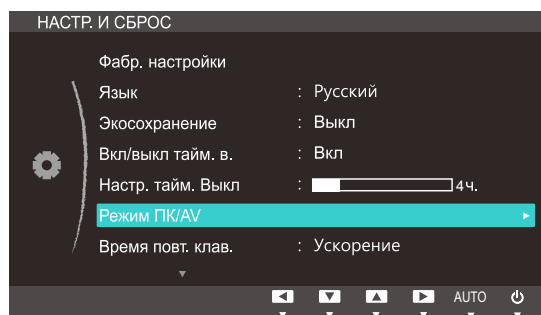 НАСТР. И СБРОС
Фабр. настройки
Язык : Русский
Экосохранение : Выкл
Вкл/выкл тайм. в. : Вкл
Настр. тайм. Выкл : 4ч.
Режим ПК/AV
Время повт. клав. : Ускорение
AUTO